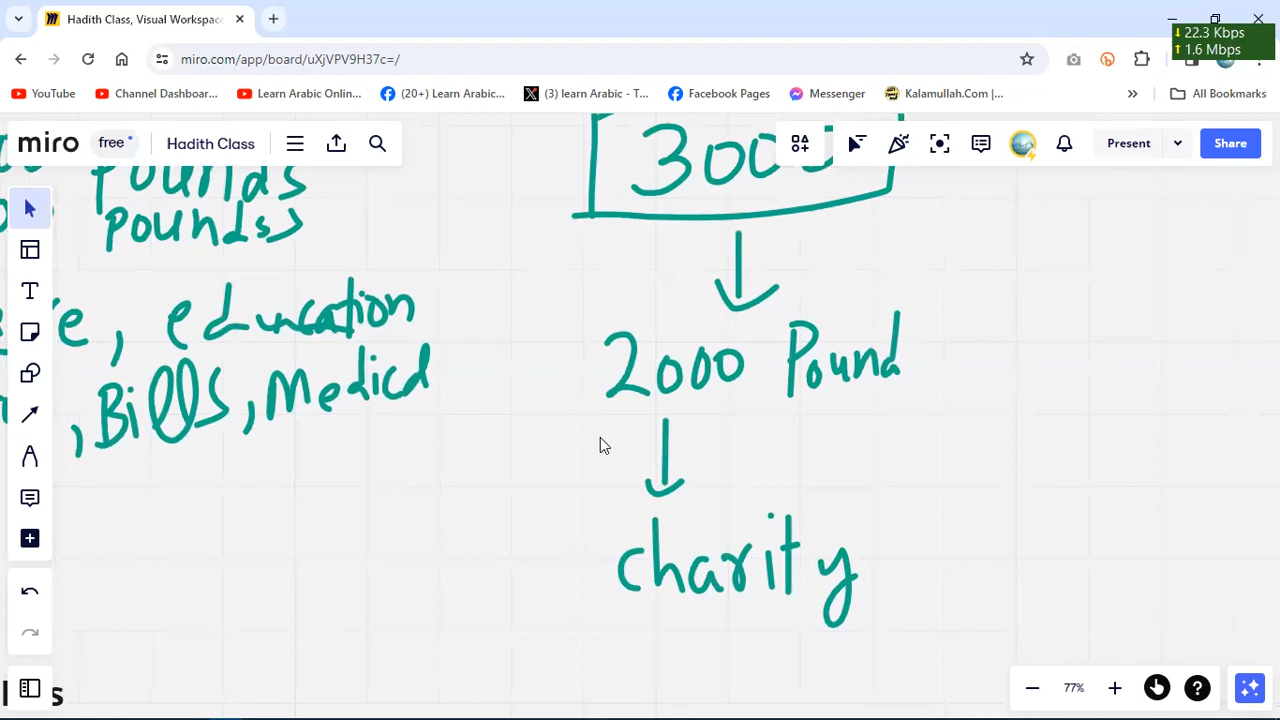 Hadith Class, Visual Workspac
22.3 Kbps
1.6 Mbps
miro.com/app/board/uXjVPV9H37c=/
YouTube
Channel Dashboar...
Learn Arabic Onlin...
(20+) Learn Arabic...
(3) learn Arabic - T...
Facebook Pages
Messenger
Kalamullah.Com |...
All Bookmarks
miro
free
Hadith Class
Present
Share
3000
pounds
pounds
education
2000 Pound
, Bills, Medical
charity
77%